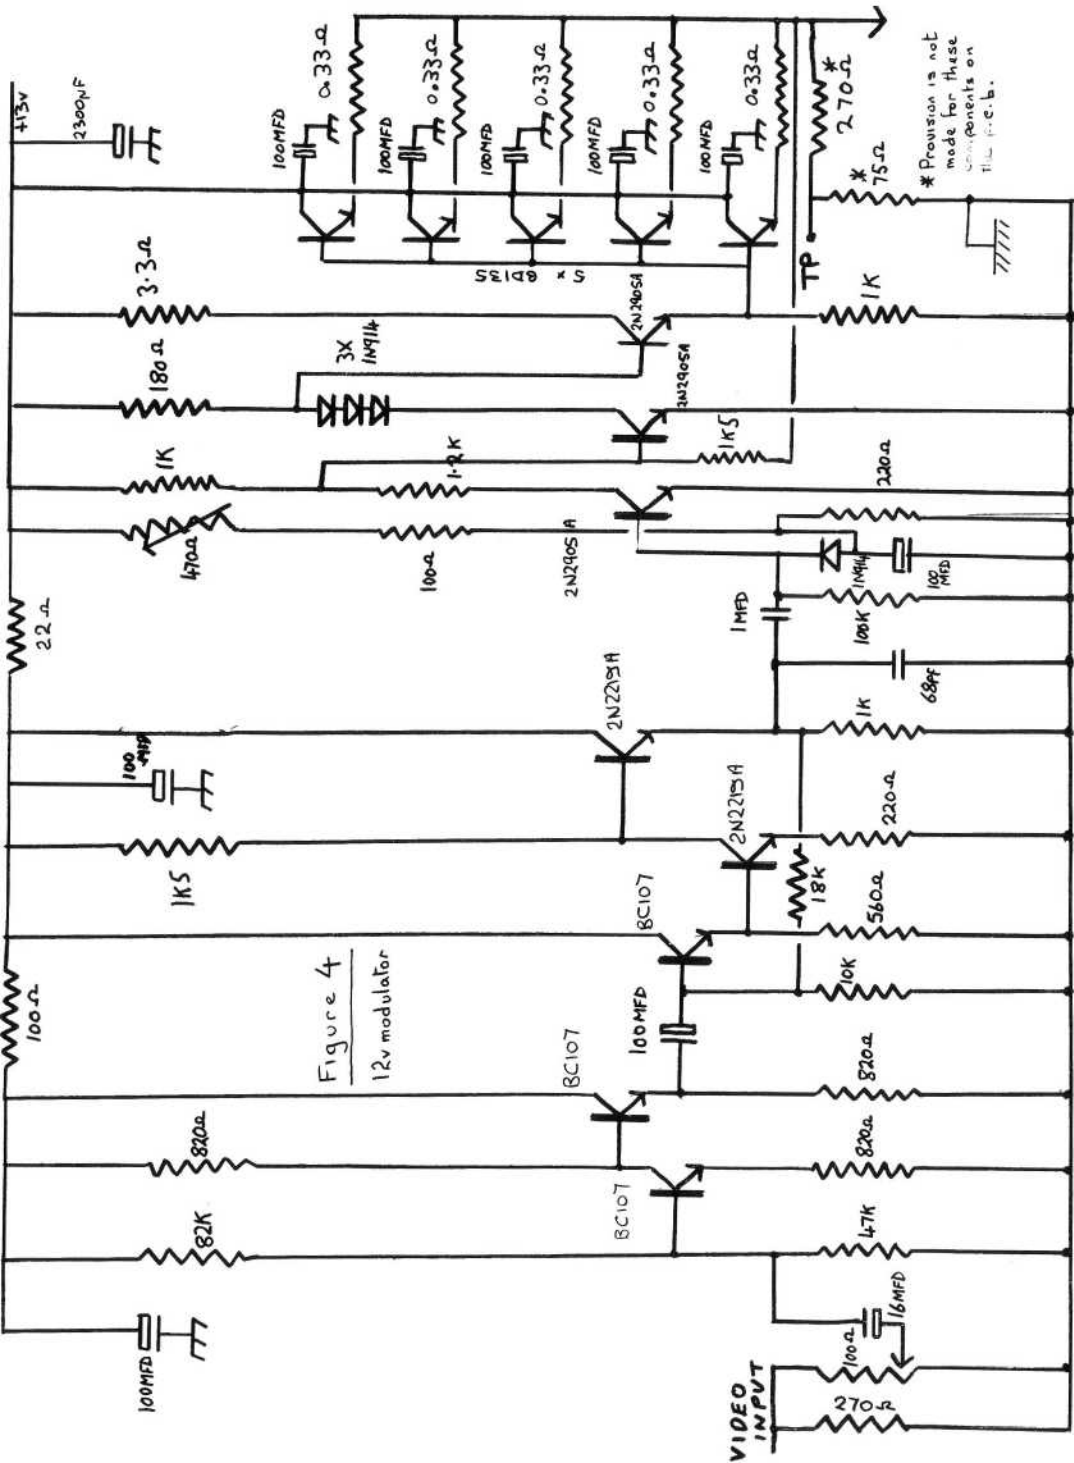 +13v
2300µF
100MFD
0.33Ω
100MFD
0.33Ω
100MFD
0.33Ω
100MFD
0.33Ω
100MFD
0.33Ω
270Ω *
* 75Ω
* Provision is not
made for these
components on
the p.c.b.
TP
5 x BD135
3.3Ω
2N2905A
1K
180Ω
3X
1N914
2N2905A
1K
1.2K
1K5
220Ω
470Ω
100Ω
2N2905A
1N914
100
MFD
22Ω
1MFD
100K
68PF
2N2219A
1K
100
MFD
2N2219A
220Ω
1K5
18K
BC107
560Ω
10K
100Ω
Figure 4
12v modulator
100MFD
BC107
820Ω
820Ω
BC107
820Ω
82K
47K
100MFD
16MFD
100Ω
270Ω
VIDEO
INPUT